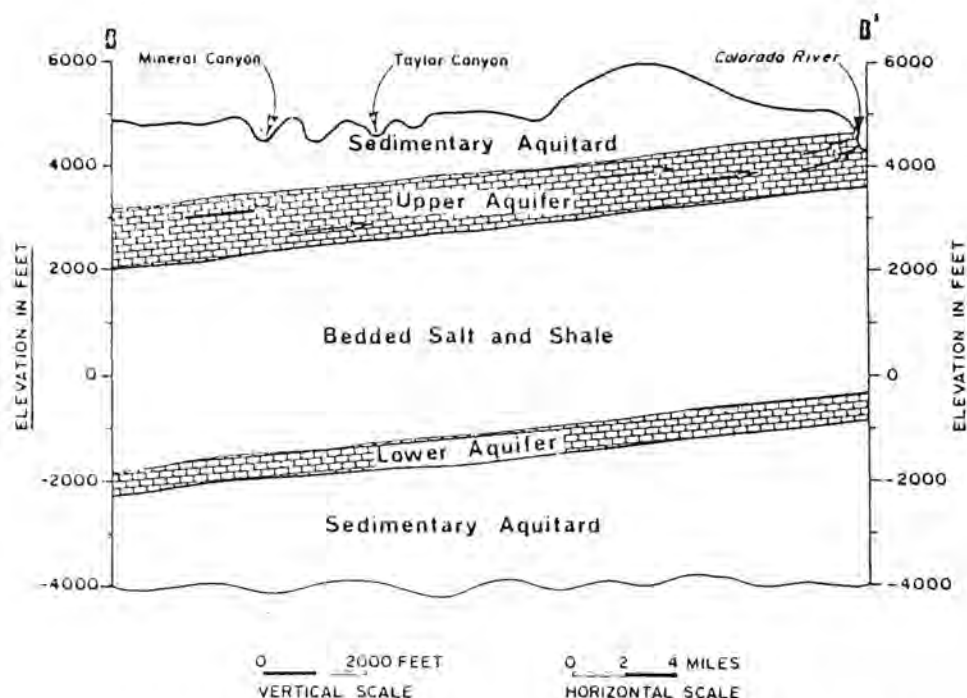 B B'
Mineral Canyon Taylor Canyon Colorado River
6000 6000
Sedimentary Aquitard
4000 4000
Upper Aquifer
2000 2000
Bedded Salt and Shale
0 0
ELEVATION IN FEET ELEVATION IN FEET
Lower Aquifer
-2000 -2000
Sedimentary Aquitard
-4000 -4000
0 2000 FEET 0 2 4 MILES
VERTICAL SCALE HORIZONTAL SCALE